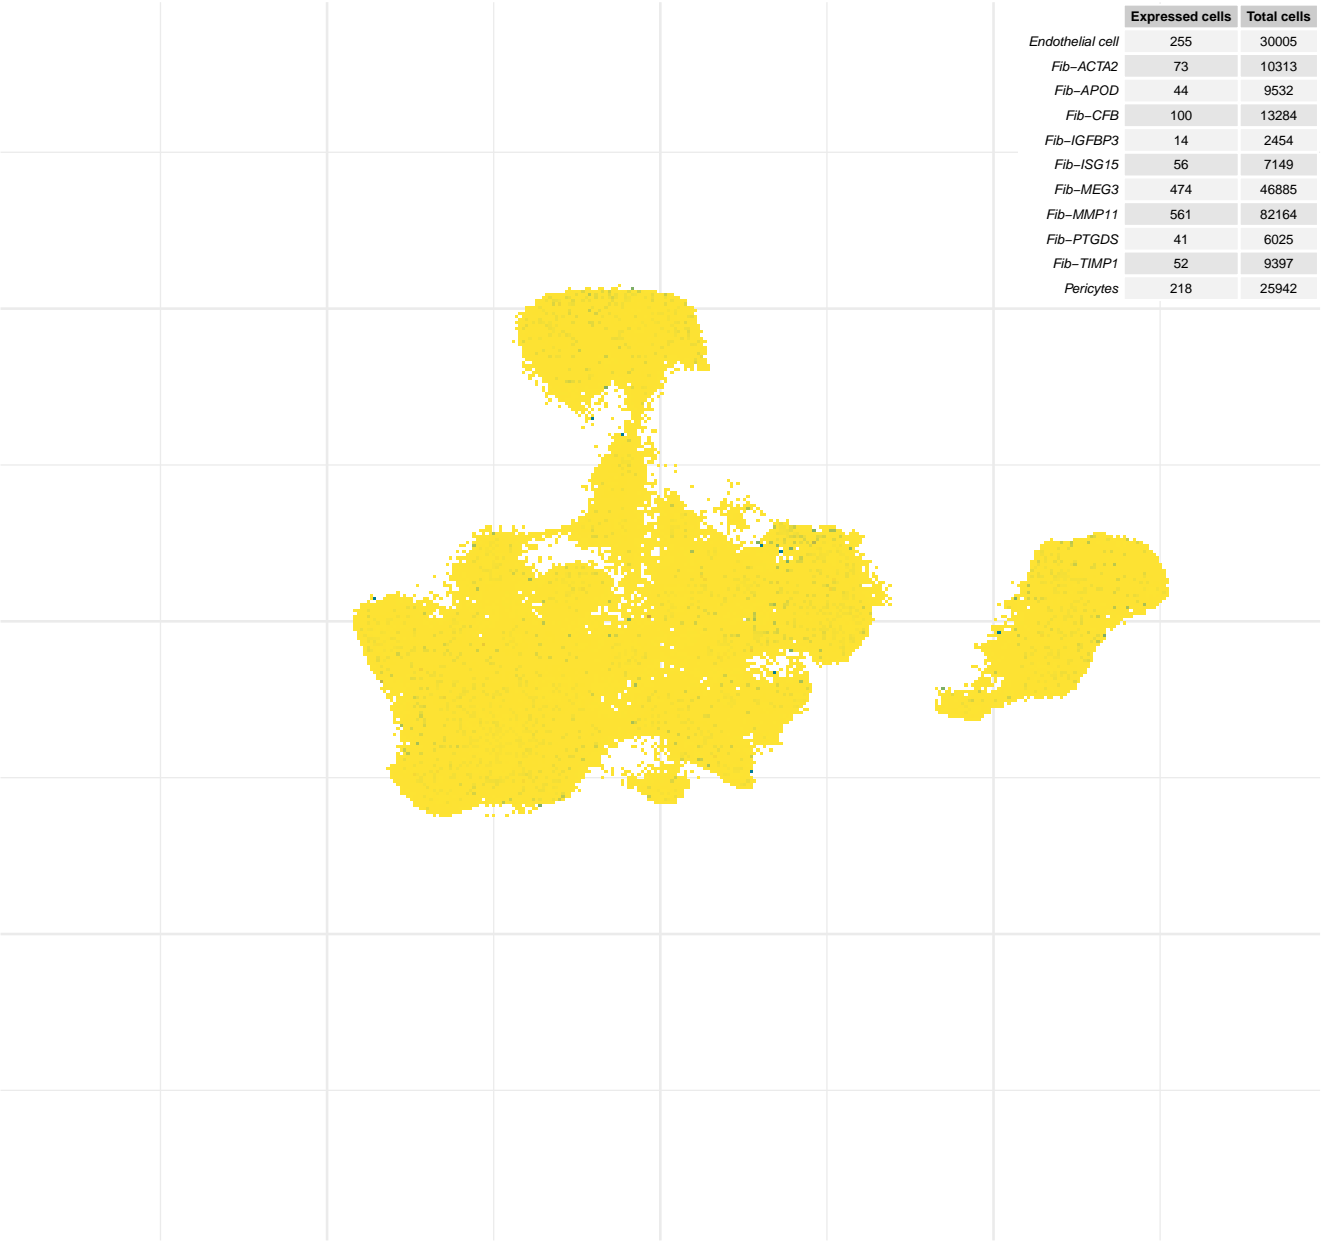 Expressed cells Total cells
Endothelial cell 255 30005
Fib−ACTA2 73 10313
Fib−APOD 44 9532
Fib−CFB 100 13284
Fib−IGFBP3 14 2454
Fib−ISG15 56 7149
Fib−MEG3 474 46885
Fib−MMP11 561 82164
Fib−PTGDS 41 6025
Fib−TIMP1 52 9397
Pericytes 218 25942